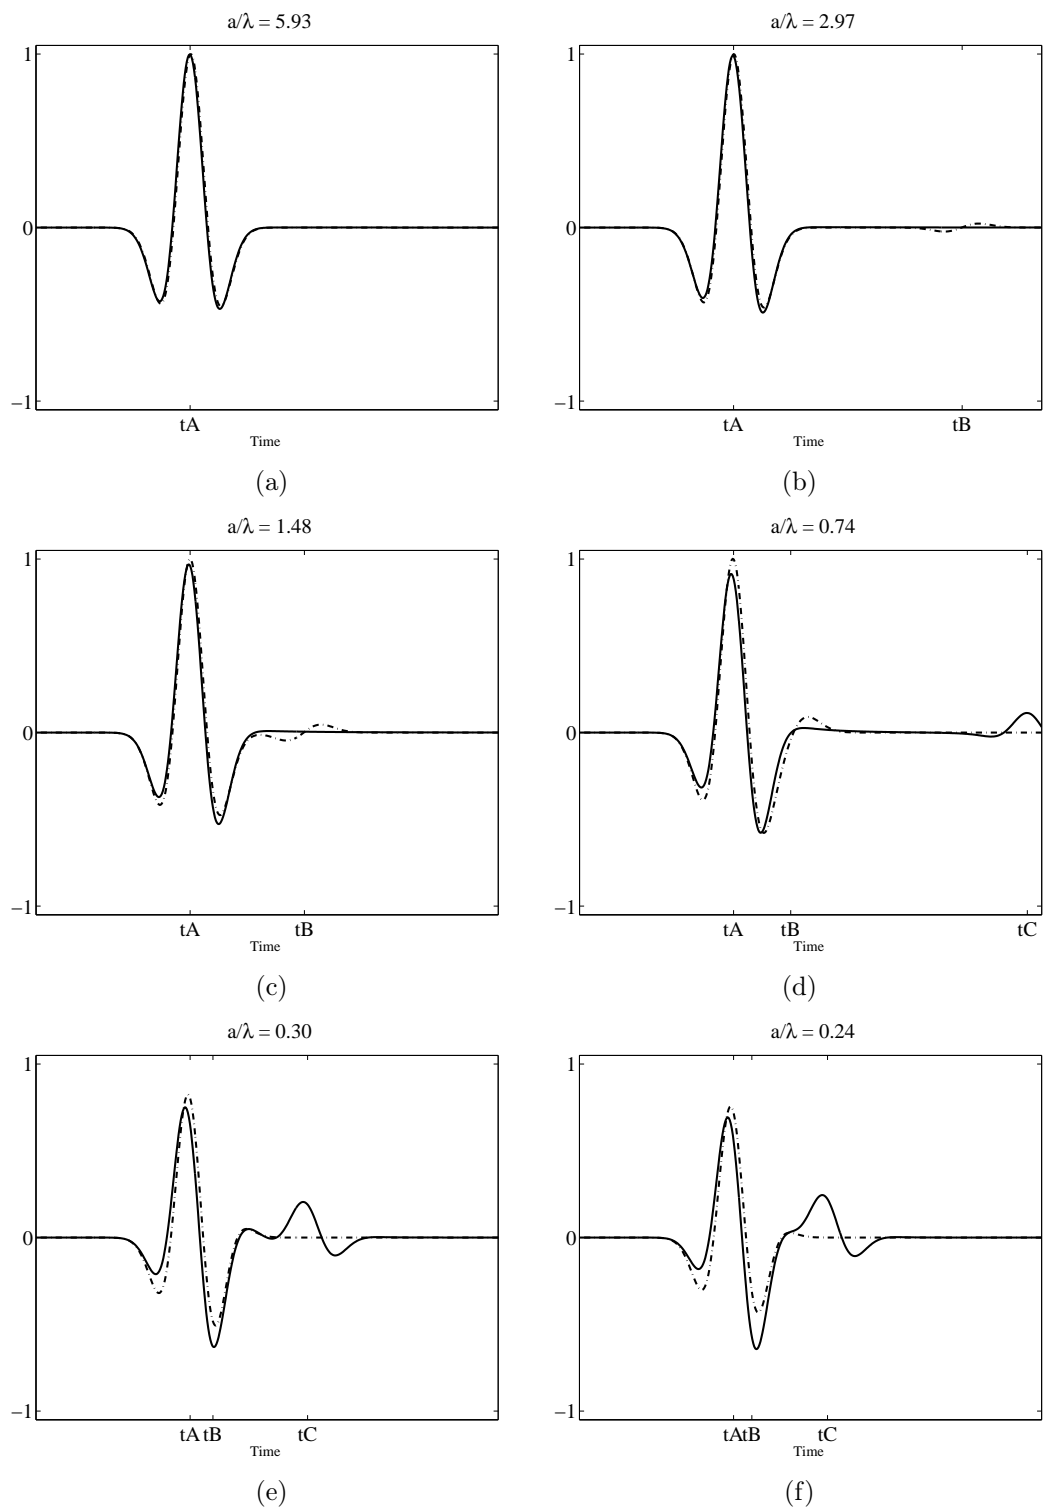 a/λ = 5.93
1
0
−1
tA
Time
(a)
a/λ = 2.97
1
0
−1
tA tB
Time
(b)
a/λ = 1.48
1
0
−1
tA tB
Time
(c)
a/λ = 0.74
1
0
−1
tA tB tC
Time
(d)
a/λ = 0.30
1
0
−1
tA tB tC
Time
(e)
a/λ = 0.24
1
0
−1
tAtB tC
Time
(f)